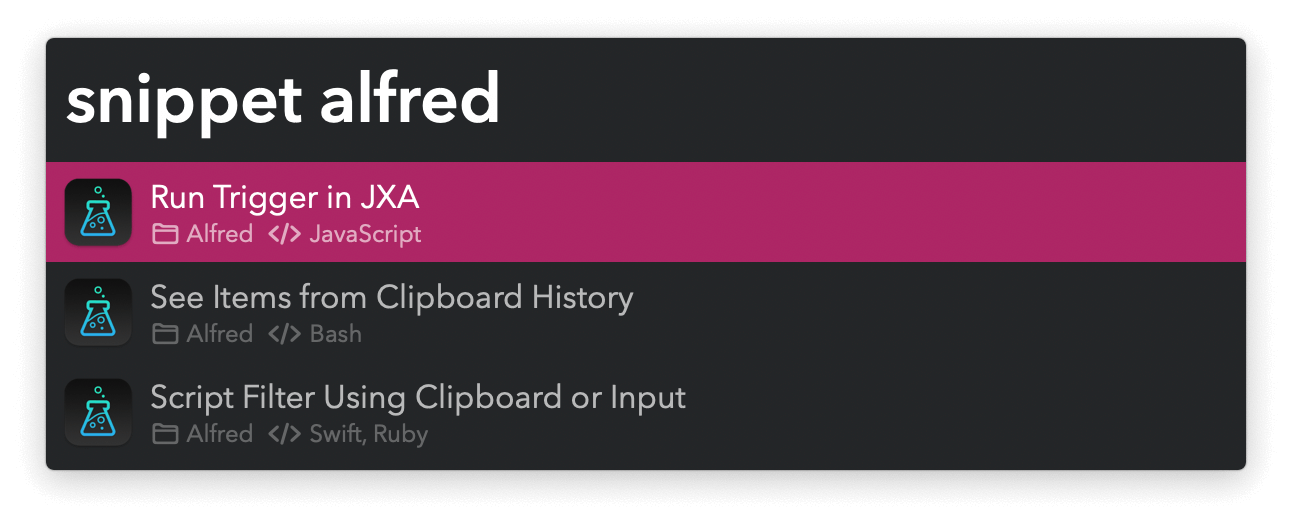 snippet alfred
Run Trigger in JXA
Alfred </> JavaScript
See Items from Clipboard History
Alfred </> Bash
Script Filter Using Clipboard or Input
Alfred </> Swift, Ruby